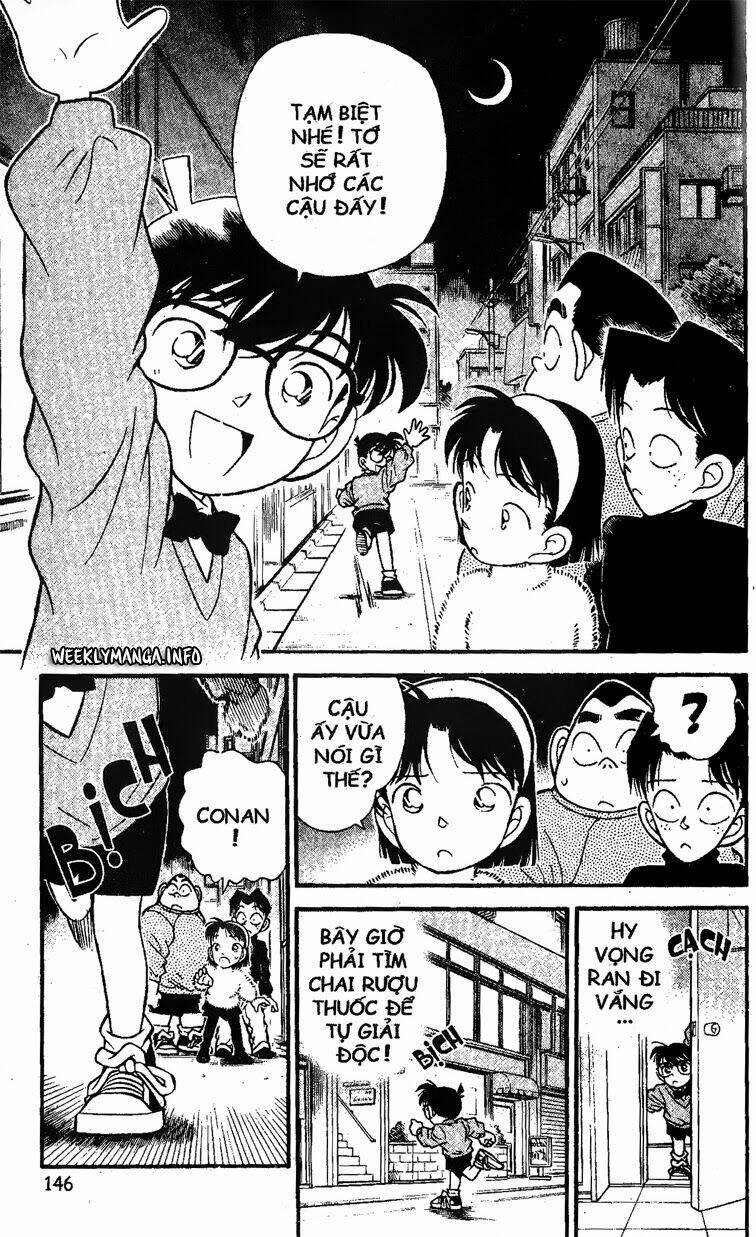 TẠM BIỆT
NHÉ! TỚ
SẼ RẤT
NHỚ CÁC
CẬU ĐẤY!
WEEKLYMANGA.INFO
CẬU
ẤY VỪA
NÓI GÌ
THẾ?
?
CONAN
!
BỊCH
BÂY GIỜ
PHẢI TÌM
CHAI RƯỢU
THUỐC ĐỂ
TỰ GIẢI
ĐỘC!
BỊCH
HY
VỌNG
RAN ĐI
VẮNG
...
CẠCH
146